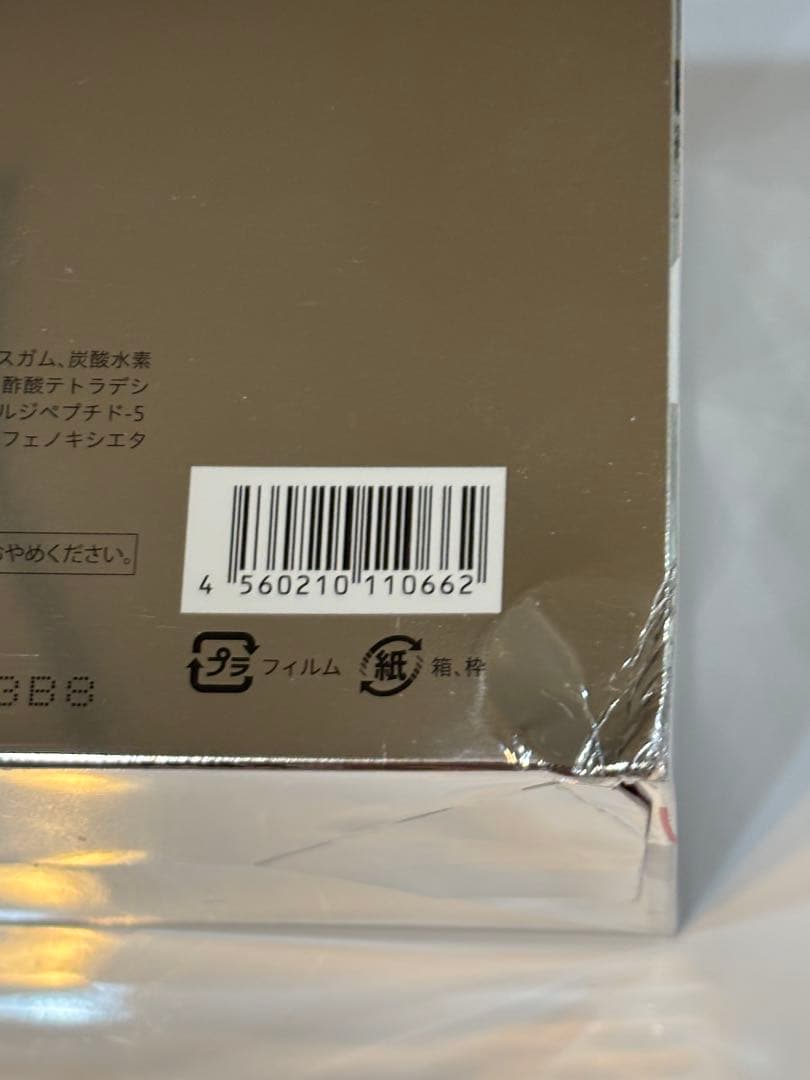 スガム、炭酸水素
酢酸テトラデシ
ルジペプチド-5
フェノキシエタ
おやめください。
4 560210 110662
プラ フィルム 紙 箱、枠
3B8